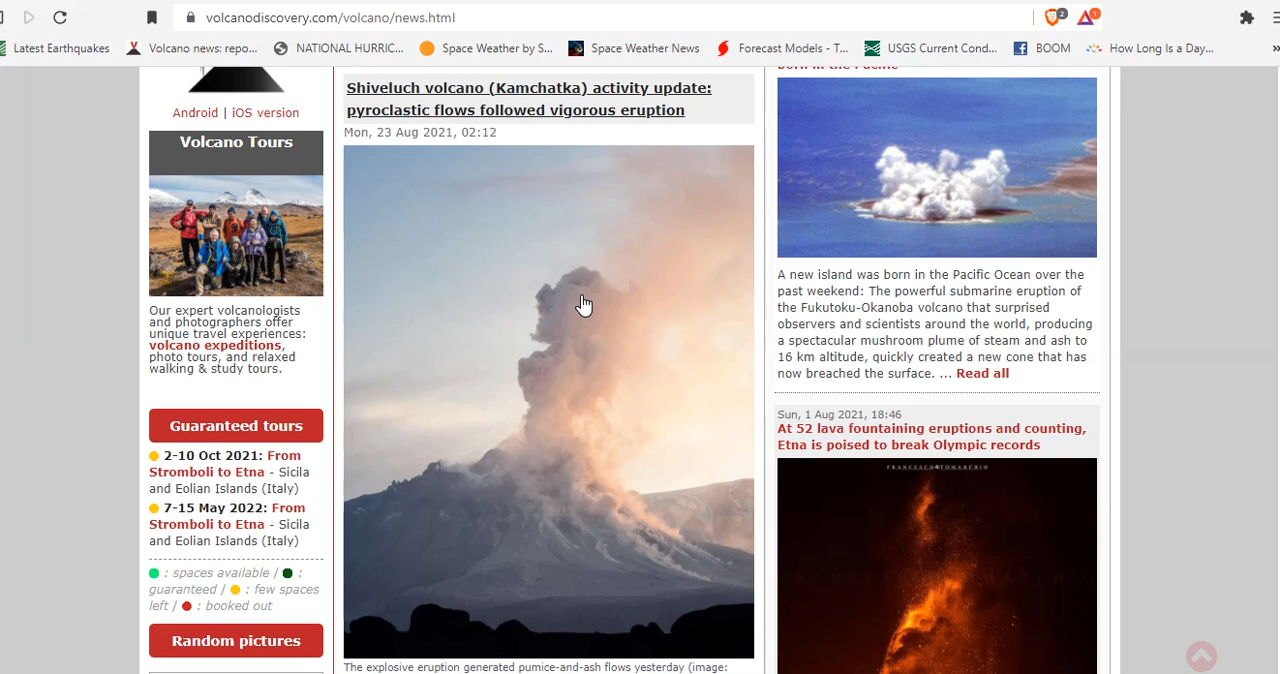 volcanodiscovery.com/volcano/news.html
2
1
Latest Earthquakes
Volcano news: repo...
NATIONAL HURRIC...
Space Weather by S...
Space Weather News
Forecast Models - T...
USGS Current Cond...
BOOM
How Long Is a Day...
»
Android | iOS version
Volcano Tours
Our expert volcanologists
and photographers offer
unique travel experiences:
volcano expeditions,
photo tours, and relaxed
walking & study tours.
Guaranteed tours
2-10 Oct 2021: From
Stromboli to Etna - Sicila
and Eolian Islands (Italy)
7-15 May 2022: From
Stromboli to Etna - Sicila
and Eolian Islands (Italy)
: spaces available / :
guaranteed / : few spaces
left / : booked out
Random pictures
Shiveluch volcano (Kamchatka) activity update:
pyroclastic flows followed vigorous eruption
Mon, 23 Aug 2021, 02:12
The explosive eruption generated pumice-and-ash flows yesterday (image:
born in the Pacific
A new island was born in the Pacific Ocean over the
past weekend: The powerful submarine eruption of
the Fukutoku-Okanoba volcano that surprised
observers and scientists around the world, producing
a spectacular mushroom plume of steam and ash to
16 km altitude, quickly created a new cone that has
now breached the surface. ... Read all
Sun, 1 Aug 2021, 18:46
At 52 lava fountaining eruptions and counting,
Etna is poised to break Olympic records